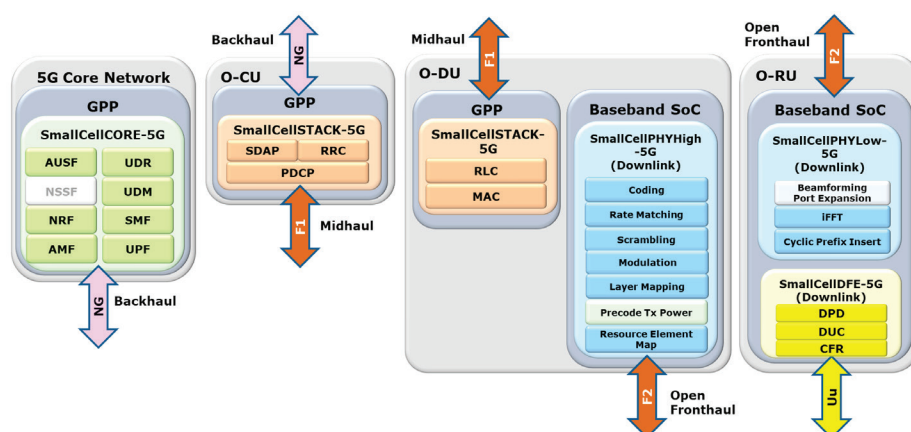 5G Core Network
GPP
SmallCellCORE-5G
AUSF
UDR
NSSF
UDM
NRF
SMF
AMF
UPF
NG
Backhaul
Backhaul
NG
O-CU
GPP
SmallCellSTACK-5G
SDAP
RRC
PDCP
F1
Midhaul
Midhaul
F1
O-DU
GPP
SmallCellSTACK-
5G
RLC
MAC
Baseband SoC
SmallCellPHYHigh
-5G
(Downlink)
Coding
Rate Matching
Scrambling
Modulation
Layer Mapping
Precode Tx Power
Resource Element
Map
F2
Open
Fronthaul
Open
Fronthaul
F2
O-RU
Baseband SoC
SmallCellPHYLow-
5G
(Downlink)
Beamforming
Port Expansion
iFFT
Cyclic Prefix Insert
SmallCellDFE-5G
(Downlink)
DPD
DUC
CFR
Uu